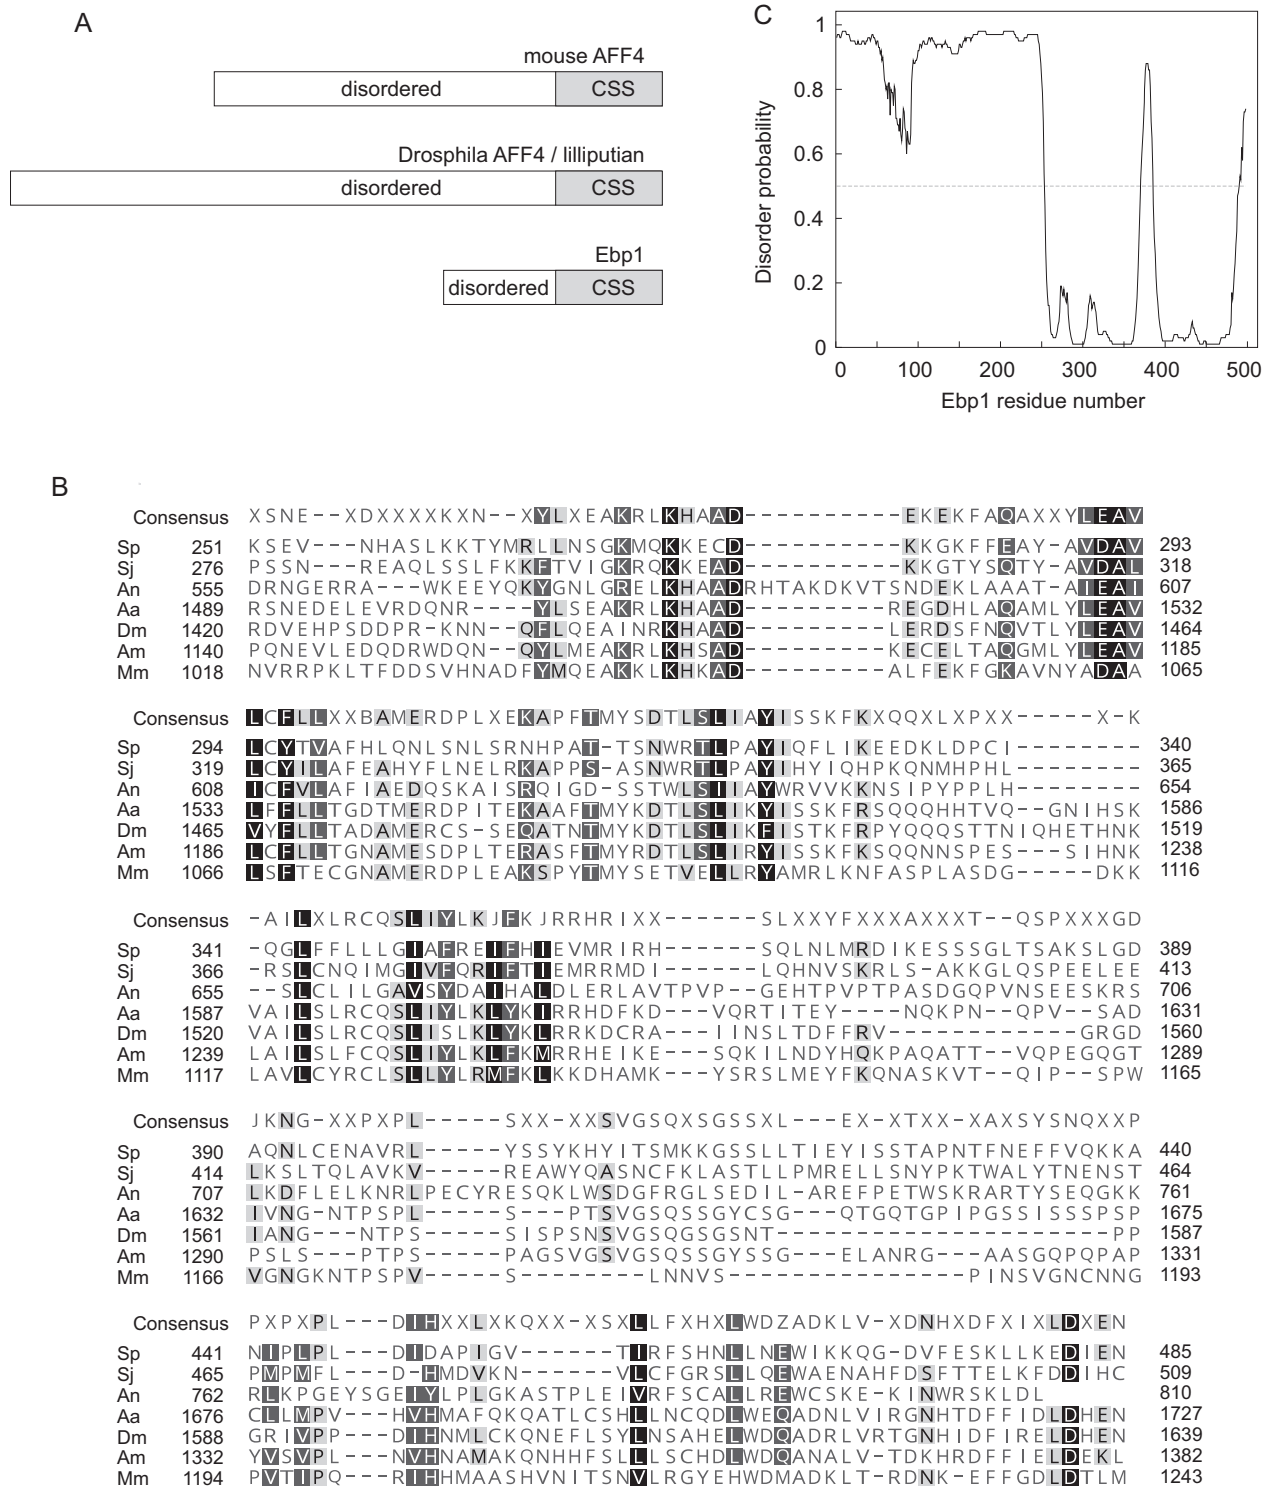 A
mouse AFF4
disordered CSS
Drosphila AFF4 / lilliputian
disordered CSS
Ebp1
disordered CSS
C
Disorder probability
1
0.8
0.6
0.4
0.2
0
0 100 200 300 400 500
Ebp1 residue number
B
Consensus XSNE--XDXXXXKXN--XYLXEAKRLKHAAD----------EKEKFAQAXXYLEAV
Sp 251 KSEV---NHASLKKTYMRLLNSGKMQKKECD----------KKGKFFEAY-AVDAV 293
Sj 276 PSSN---REAQLSSLFKKFTVIGKRQKKEAD----------KKGTYSQTY-AVDAL 318
An 555 DRNGERRA---WKEEYQKYGNLGRELKHAADRHTAKDKVTSNDEKLAAAT-AIEAI 607
Aa 1489 RSNEDELEVRDQNR----YLSEAKRLKHAAD---------REGDHLAQAMLYLEAV 1532
Dm 1420 RDVEHPSDDPR-KNN--QFLQEAINRKHAAD---------LERDSFNQVTLYLEAV 1464
Am 1140 PQNEVLEDQDRWDQN--QYLMEAKRLKHSAD---------KECELTAQGMLYLEAV 1185
Mm 1018 NVRRPKLTFDDSVHNADFYMQEAKKLKHKAD---------ALFEKFGKAVNYADAA 1065
Consensus LCFLLXXBAMERDPLXEKAPFTMYSDTLSLIAYISSKFKXQQXLXPXX-----X-K
Sp 294 LCYTVAFHLQNLSNLSRNHPAT-TSNWRTLPAYIQFLIKEEDKLDPCI-------- 340
Sj 319 LCYILAFEAHYFLNELRKAPPS-ASNWRTLPAYIHYIQHPKQNMHPHL-------- 365
An 608 ICFVLAFIAEDQSKAISRQIGD-SSTWLSIIAYWRVVKKNSIPYPPLH-------- 654
Aa 1533 LFFLLTGDTMERDPITEKAAFTMYKDTLSLIKYISSKFRSQQQHHTVQ--GNIHSK 1586
Dm 1465 VYFLLTADAMERCS-SEQATNTMYKDTLSLIKFISTKFRPYQQQSTTNIQHETHNK 1519
Am 1186 LCFLLTGNAMESDPLTERASFTMYRDTLSLIRYISSKFKSQQNNSPES---SIHNK 1238
Mm 1066 LSFTECGNAMERDPLEAKSPYTMYSETVELLRYAMRLKNFASPLASDG-----DKK 1116
Consensus -AILXLRCQSLIYLKJFKJRRHRIXX------SLXXYFXXXAXXXT--QSPXXXGD
Sp 341 -QGLFFLLLGIAFREIFHIEVMRIRH------SQLNLMRDIKESSSGLTSAKSLGD 389
Sj 366 -RSLCNQIMGIVFQRIFTIEMRRMDI------LQHNVSKRLS-AKKGLQSPEELEE 413
An 655 --SLCLILGAVSYDAIHALDLERLAVTPVP--GEHTPVPTPASDGQPVNSEESKRS 706
Aa 1587 VAILSLRCQSLIYLKLYKIRRHDFKD---VQRTITEY----NQKPN--QPV--SAD 1631
Dm 1520 VAILSLRCQSLISLKLYKLRRKDCRA---IINSLTDFFRV-------------GRGD 1560
Am 1239 LAILSLFCQSLIYLKLFKMRRHEIKE----SQKILNDYHQKPAQATT--VQPEGQGT 1289
Mm 1117 LAVLCYRCLSLLYLRMFKLKKDHAMK----YSRSLMEYFKQNASKVT--QIP--SPW 1165
Consensus JKNG-XXPXPL-----SXX-XXSVGSQXSGSSXL---EX-XTXX-XAXSYSNQXXP
Sp 390 AQNLCENAVRL-----YSSYKHYITSMKKGSSLLTIEYISSTAPNTFNEFFVQKKA 440
Sj 414 LKSLTQLAVKV-----REAWYQASNCFKLASTLLPMRELLSNYPKTWALYTNENST 464
An 707 LKDFLELKNRLPECYRESQKLWSDGFRGLSEDIL-AREFPETWSKRARTYSEQGKK 761
Aa 1632 IVNG-NTPSPL-----S---PTSVGSQSSGYCSG---QTGQTGPIPGSSISSSPSP 1675
Dm 1561 IANG---NTPS------SISPSNSVGSQGSGSNT---------------------PP 1587
Am 1290 PSLS---PTPS------PAGSVGSVGSQSSGYSSG---ELANRG---AASGQPQPAP 1331
Mm 1166 VGNGKNTPSPV-----S--------LNNVS---------------PINSVGNCNNG 1193
Consensus PXPXPL---DIHXXLXKQXX-XSXLLFXHXLWDZADKLV-XDNHXDFXIXLDXEN
Sp 441 NIPLPL---DIDAPIGV------TIRFSHNLLNEWIKKQG-DVFESKLLKEDIEN 485
Sj 465 PMPMFL---D-HMDVKN------VLCFGRSLLQEWAENAHFDSFTTELKFDDIHC 509
An 762 RLKPGEYSGEIYLPLGKASTPLEIVRFSCALLREWCSKE-KINWRSKLDL 810
Aa 1676 CLLMPV---HVHMAFQKQATLCSHLLNCQDLWEQADNLVIRGNHTDFFIDLDHEN 1727
Dm 1588 GRIVPP---DIHNMLCKQNEFLSYLNSAHELWDQADRLVRTGNHIDFIRELDHEN 1639
Am 1332 YVSVPL---NVHNAMAKQNHHFSLLLSCHDLWDQANALV-TDKHRDFFIELDEKL 1382
Mm 1194 PVTIPQ---RIHHMAASHVNITSNVLRGYEHWDMADKLT-RDNK-EFFGDLDTLM 1243